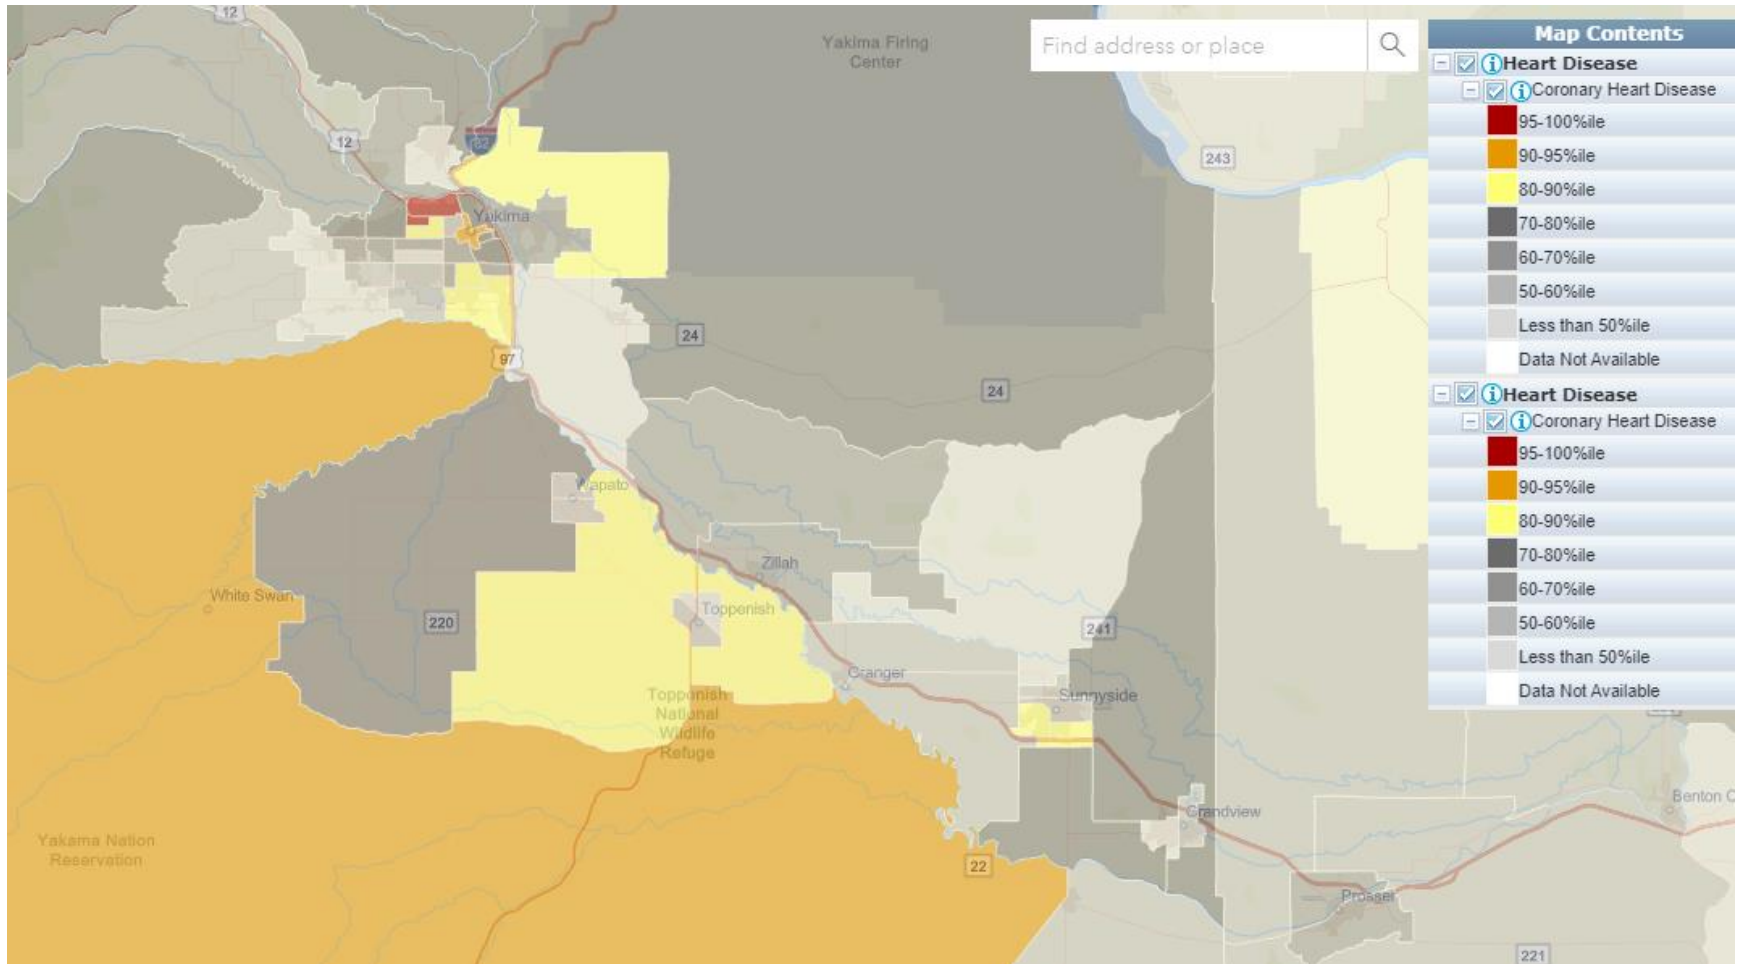 12
Yakima Firing
Center
Find address or place
12
82
243
Yakima
24
97
24
Wapato
Zillah
White Swan
Toppenish
220
241
Granger
Sunnyside
Toppenish
National
Wildlife
Refuge
Grandview
Benton C
Yakama Nation
Reservation
22
Prosser
221
Map Contents
Heart Disease
Coronary Heart Disease
95-100%ile
90-95%ile
80-90%ile
70-80%ile
60-70%ile
50-60%ile
Less than 50%ile
Data Not Available
Heart Disease
Coronary Heart Disease
95-100%ile
90-95%ile
80-90%ile
70-80%ile
60-70%ile
50-60%ile
Less than 50%ile
Data Not Available